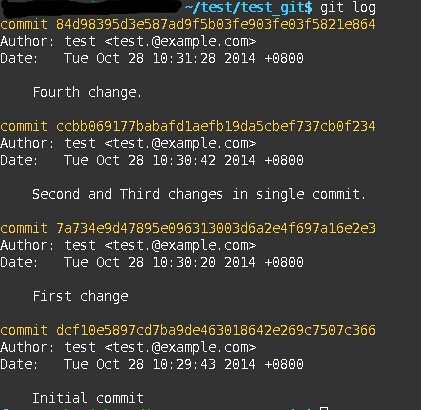 ~/test/test_git$ git log
commit 84d98395d3e587ad9f5b03fe903fe03f5821e864
Author: test <test.@example.com>
Date:   Tue Oct 28 10:31:28 2014 +0800
Fourth change.
commit ccbb069177babafd1aefb19da5cbef737cb0f234
Author: test <test.@example.com>
Date:   Tue Oct 28 10:30:42 2014 +0800
Second and Third changes in single commit.
commit 7a734e9d47895e096313003d6a2e4f697a16e2e3
Author: test <test.@example.com>
Date:   Tue Oct 28 10:30:20 2014 +0800
First change
commit dcf10e5897cd7ba9de463018642e269c7507c366
Author: test <test.@example.com>
Date:   Tue Oct 28 10:29:43 2014 +0800
Initial commit